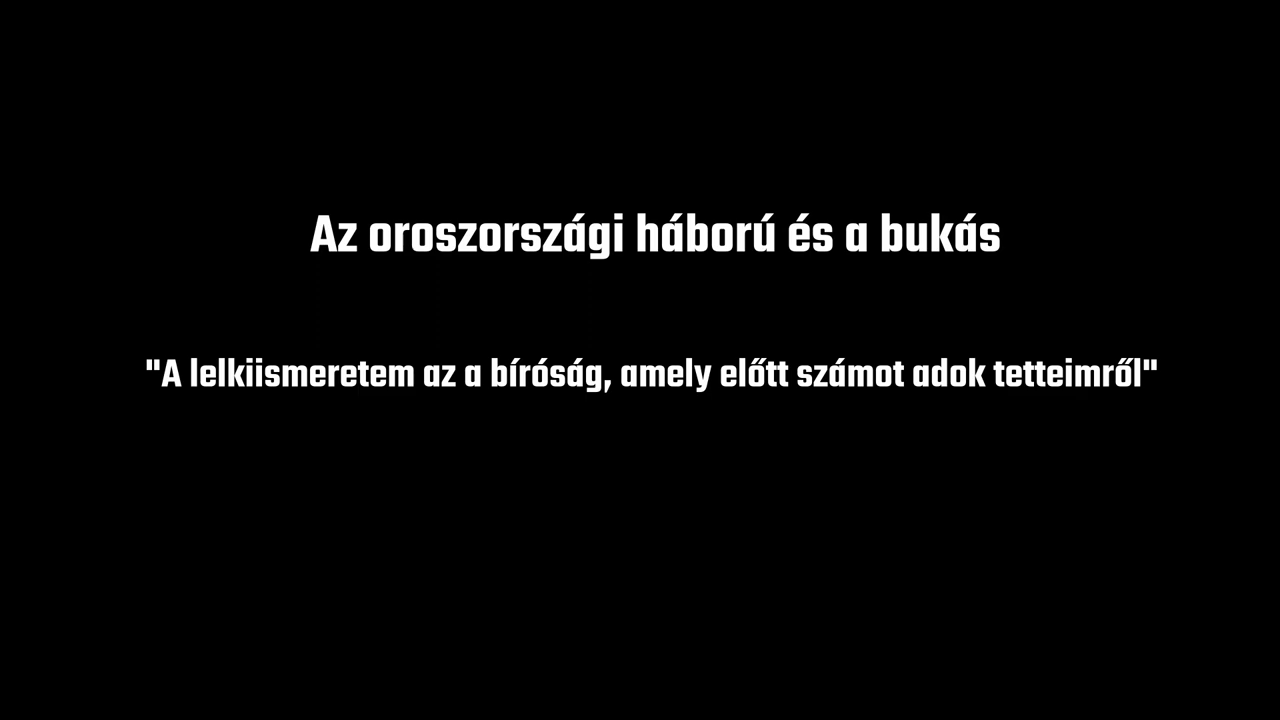 Az oroszországi háború és a bukás
"A lelkiismeretem az a bíróság, amely előtt számot adok tetteimről"